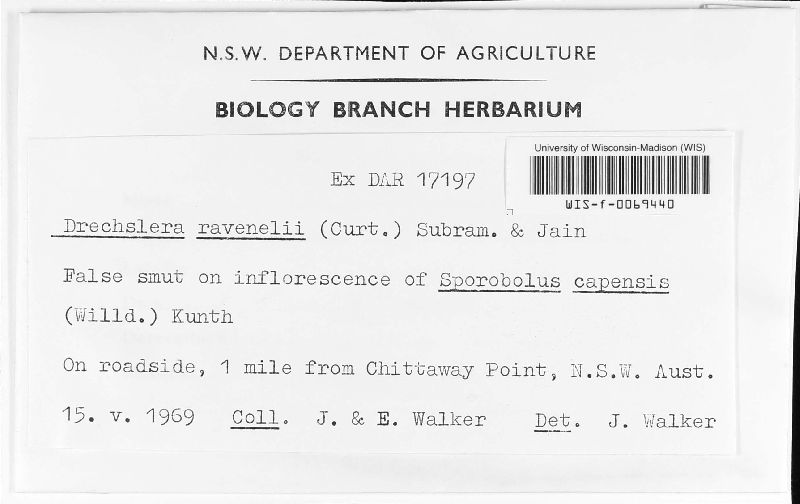 N.S.W. DEPARTMENT OF AGRICULTURE
BIOLOGY BRANCH HERBARIUM
University of Wisconsin-Madison (WIS)
WIS-f-0069440
Ex DAR 17197
Drechslera ravenelii (Curt.) Subram. & Jain
False smut on inflorescence of Sporobolus capensis
(Willd.) Kunth
On roadside, 1 mile from Chittaway Point, N.S.W. Aust.
15. v. 1969 Coll. J. & E. Walker Det. J. Walker